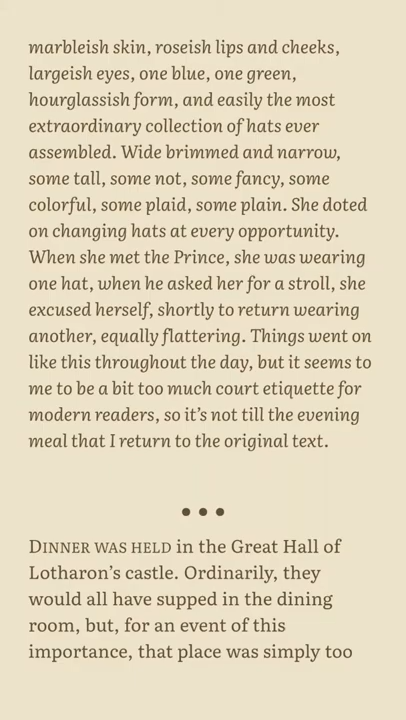 marbleish skin, roseish lips and cheeks,
largeish eyes, one blue, one green,
hourglassish form, and easily the most
extraordinary collection of hats ever
assembled. Wide brimmed and narrow,
some tall, some not, some fancy, some
colorful, some plaid, some plain. She doted
on changing hats at every opportunity.
When she met the Prince, she was wearing
one hat, when he asked her for a stroll, she
excused herself, shortly to return wearing
another, equally flattering. Things went on
like this throughout the day, but it seems to
me to be a bit too much court etiquette for
modern readers, so it’s not till the evening
meal that I return to the original text.
• • •
DINNER WAS HELD in the Great Hall of
Lotharon’s castle. Ordinarily, they
would all have supped in the dining
room, but, for an event of this
importance, that place was simply too